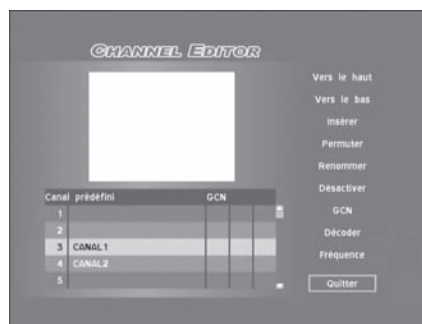 CHANNEL EDITOR
Vers le haut
Vers le bas
Insérer
Permuter
Renommer
Désactiver
GCN
Décoder
Fréquence
Quitter
Canal prédéfini GCN
1
2
3 CANAL1
4 CANAL2
5